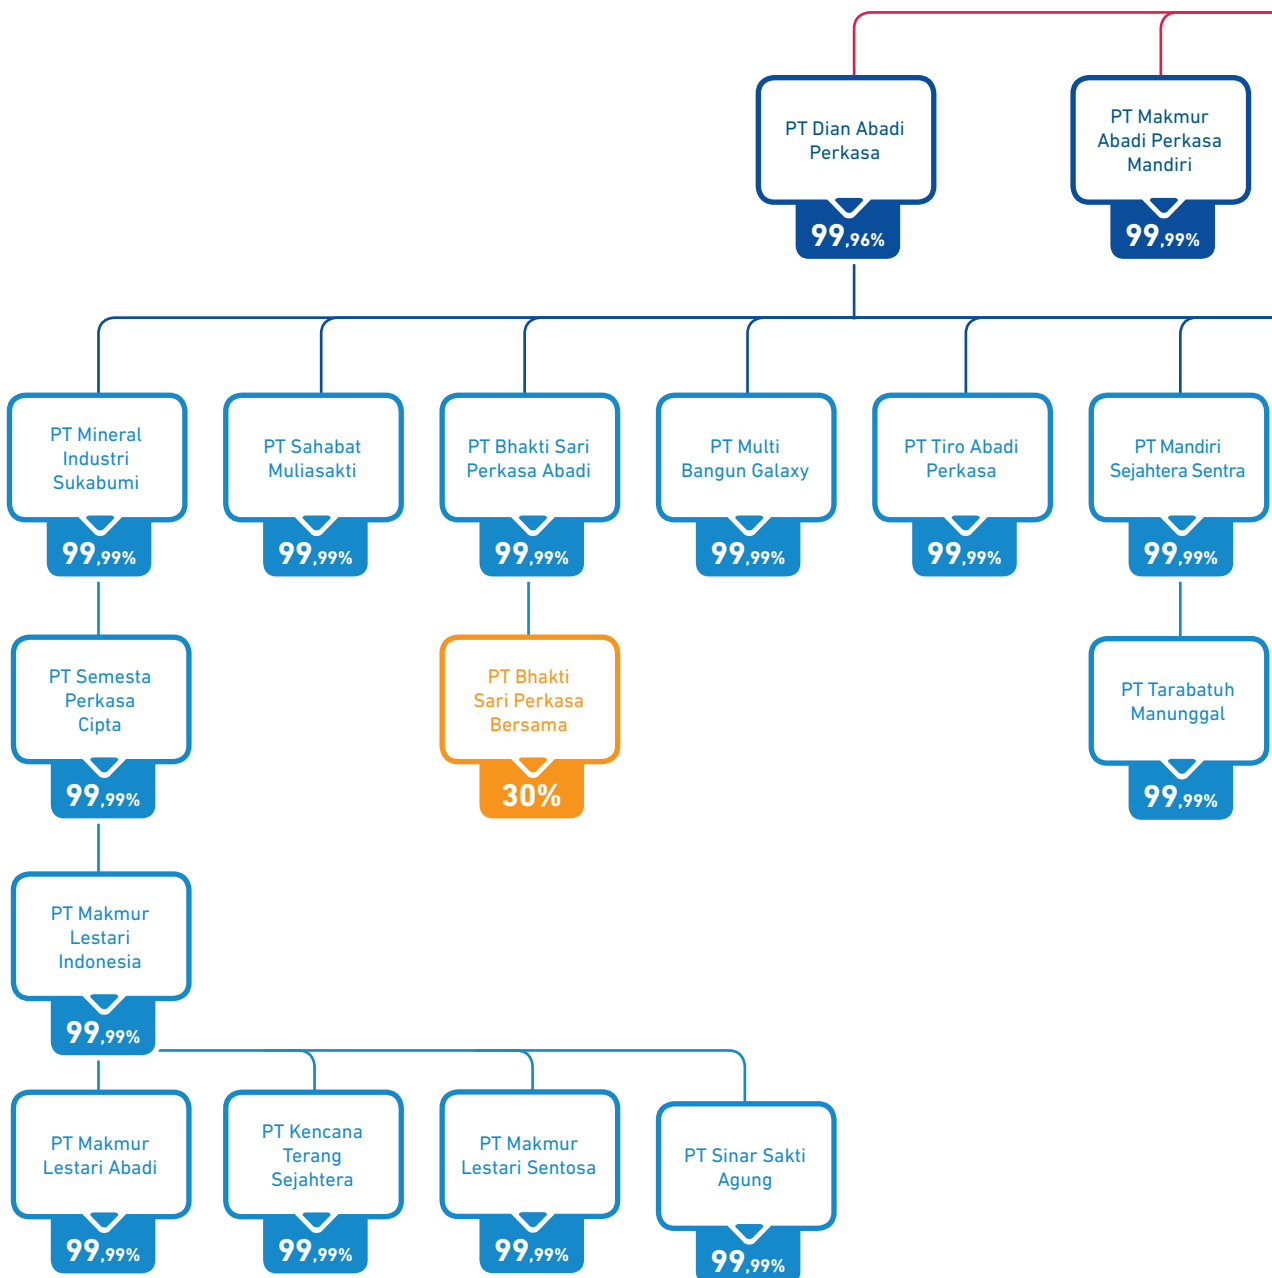 PT Dian Abadi
Perkasa
99,96%
PT Makmur
Abadi Perkasa
Mandiri
99,99%
PT Mineral
Industri
Sukabumi
99,99%
PT Sahabat
Muliasakti
99,99%
PT Bhakti Sari
Perkasa Abadi
99,99%
PT Multi
Bangun Galaxy
99,99%
PT Tiro Abadi
Perkasa
99,99%
PT Mandiri
Sejahtera Sentra
99,99%
PT Semesta
Perkasa
Cipta
99,99%
PT Bhakti
Sari Perkasa
Bersama
30%
PT Tarabatuh
Manunggal
99,99%
PT Makmur
Lestari
Indonesia
99,99%
PT Makmur
Lestari Abadi
99,99%
PT Kencana
Terang
Sejahtera
99,99%
PT Makmur
Lestari Sentosa
99,99%
PT Sinar Sakti
Agung
99,99%